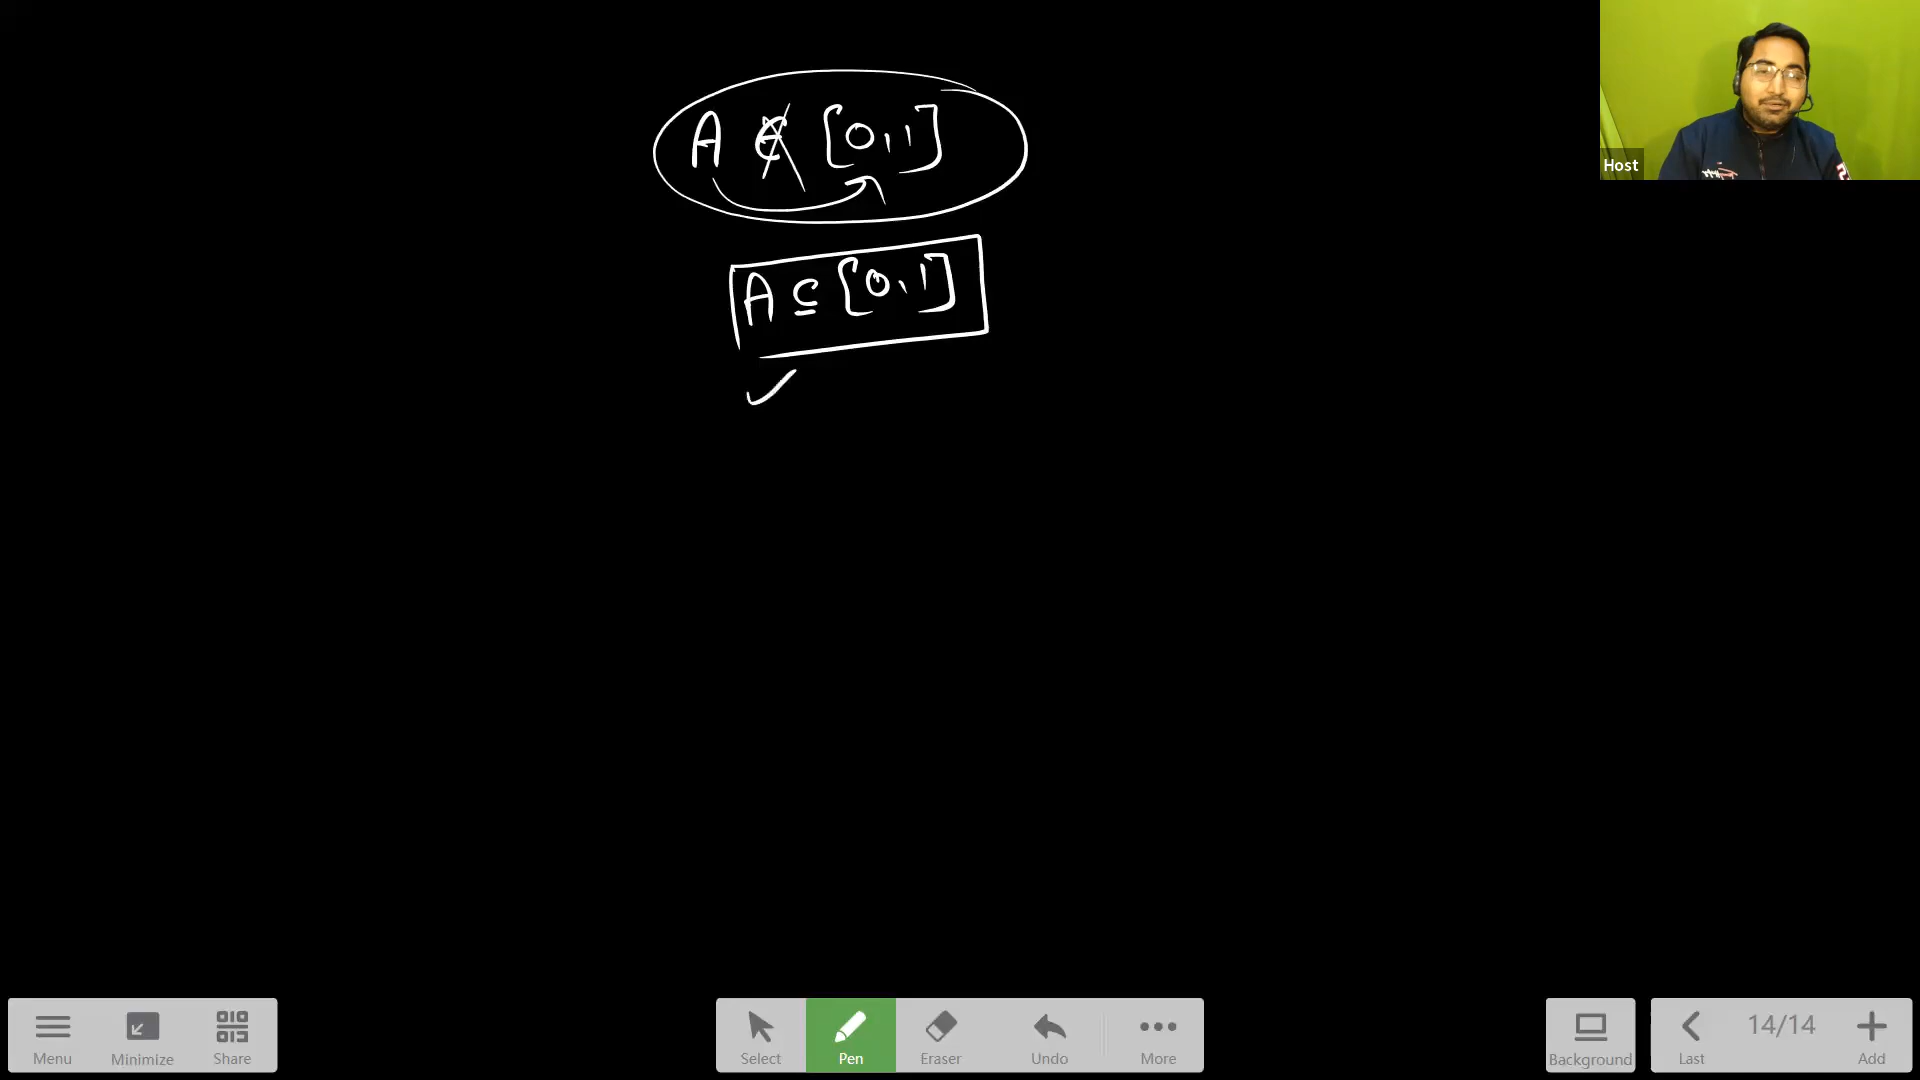 A ∈ [0,1]
A ⊆ [0,1]
✓
Host
Menu
Minimize
Share
Select
Pen
Eraser
Undo
More
Background
Last
14/14
Add